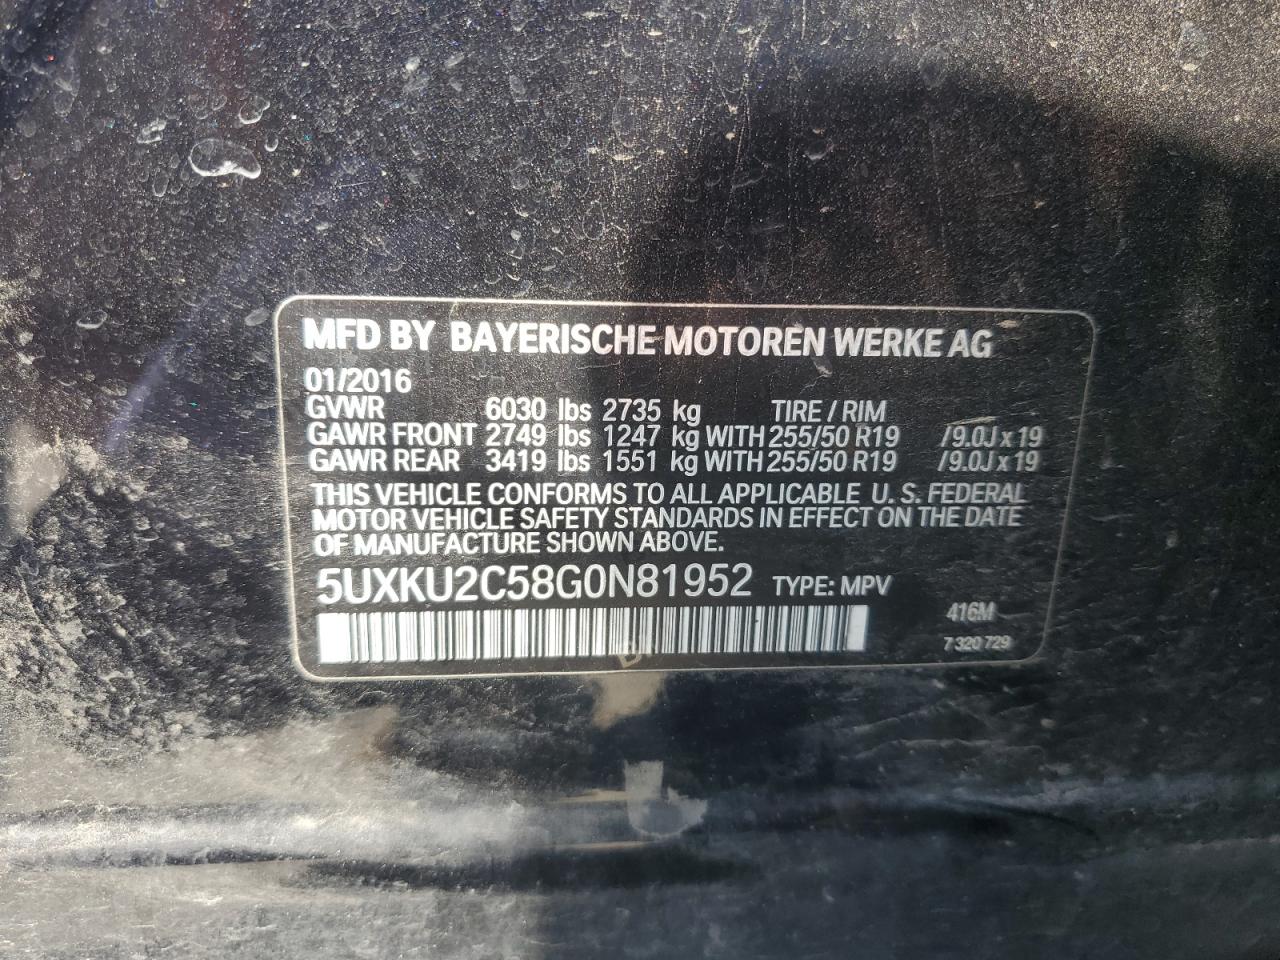 MFD BY BAYERISCHE MOTOREN WERKE AG
01/2016
GVWR 6030 lbs 2735 kg TIRE / RIM
GAWR FRONT 2749 lbs 1247 kg WITH 255/50 R19 /9.0J x 19
GAWR REAR 3419 lbs 1551 kg WITH 255/50 R19 /9.0J x 19
THIS VEHICLE CONFORMS TO ALL APPLICABLE U. S. FEDERAL
MOTOR VEHICLE SAFETY STANDARDS IN EFFECT ON THE DATE
OF MANUFACTURE SHOWN ABOVE.
5UXKU2C58G0N81952 TYPE: MPV
416M
7 320 729